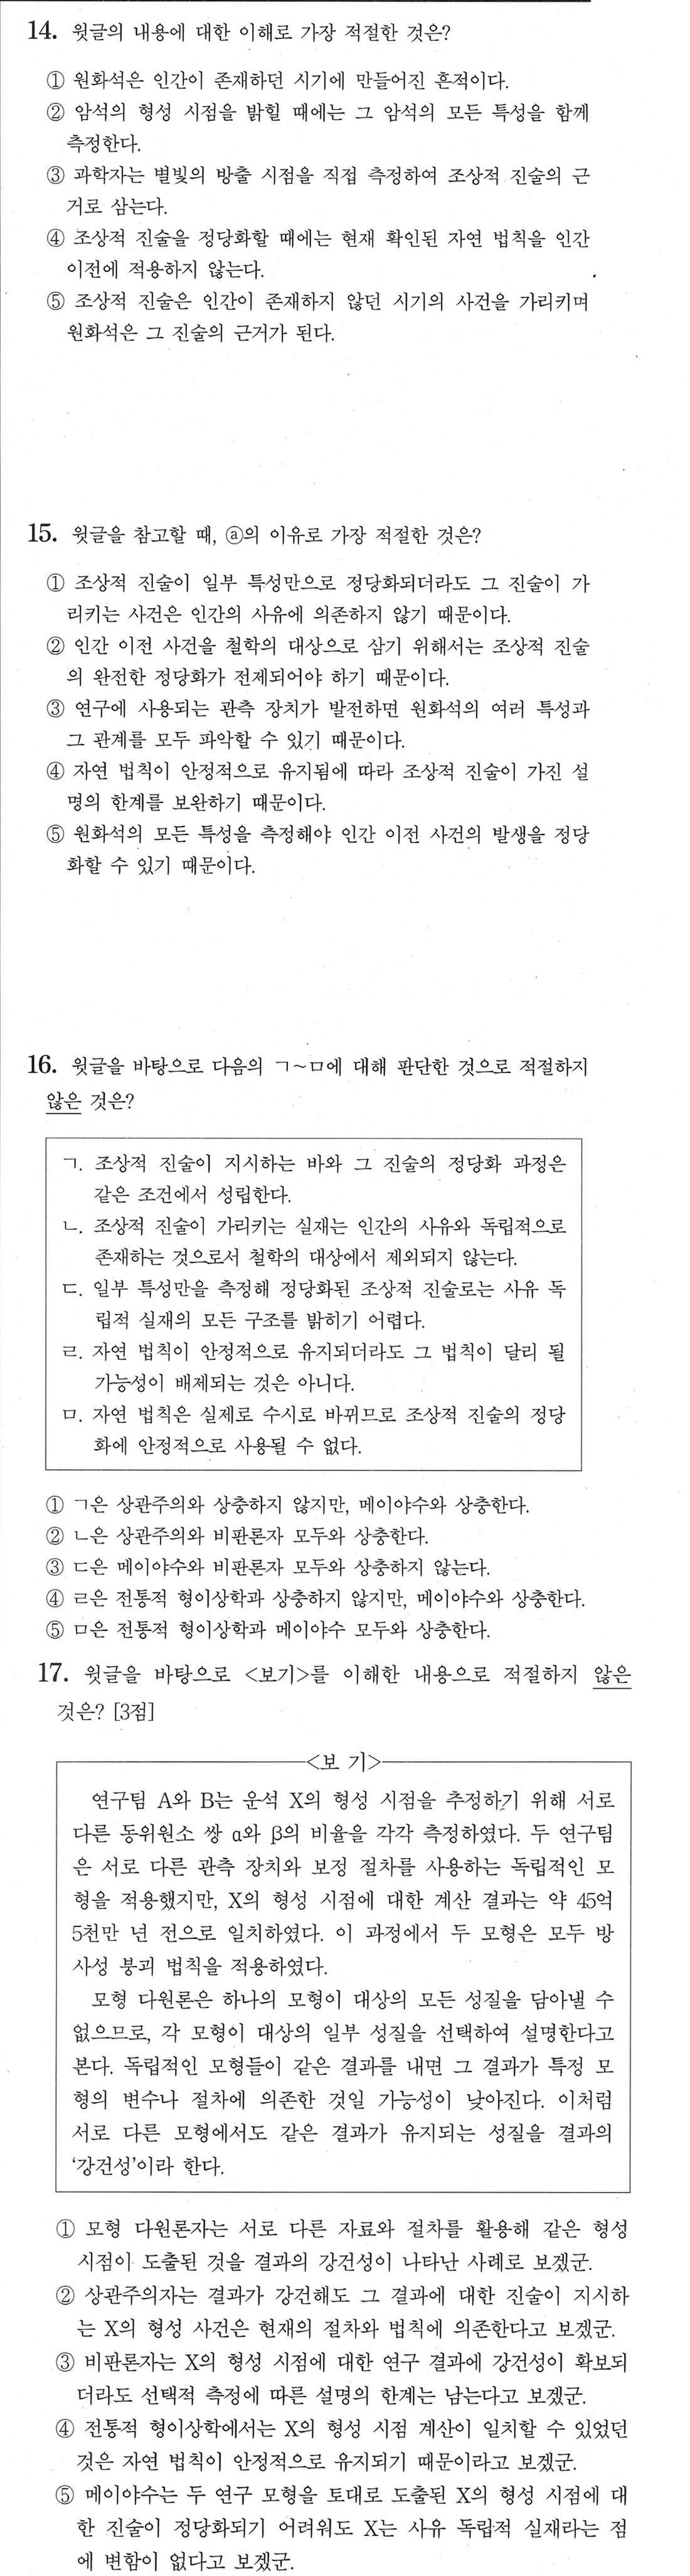 14. 윗글의 내용에 대한 이해로 가장 적절한 것은?
① 원화석은 인간이 존재하던 시기에 만들어진 흔적이다.
② 암석의 형성 시점을 밝힐 때에는 그 암석의 모든 특성을 함께
측정한다.
③ 과학자는 별빛의 방출 시점을 직접 측정하여 조상적 진술의 근
거로 삼는다.
④ 조상적 진술을 정당화할 때에는 현재 확인된 자연 법칙을 인간
이전에 적용하지 않는다.
⑤ 조상적 진술은 인간이 존재하지 않던 시기의 사건을 가리키며
원화석은 그 진술의 근거가 된다.
15. 윗글을 참고할 때, ⓐ의 이유로 가장 적절한 것은?
① 조상적 진술이 일부 특성만으로 정당화되더라도 그 진술이 가
리키는 사건은 인간의 사유에 의존하지 않기 때문이다.
② 인간 이전 사건을 철학의 대상으로 삼기 위해서는 조상적 진술
의 완전한 정당화가 전제되어야 하기 때문이다.
③ 연구에 사용되는 관측 장치가 발전하면 원화석의 여러 특성과
그 관계를 모두 파악할 수 있기 때문이다.
④ 자연 법칙이 안정적으로 유지됨에 따라 조상적 진술이 가진 설
명의 한계를 보완하기 때문이다.
⑤ 원화석의 모든 특성을 측정해야 인간 이전 사건의 발생을 정당
화할 수 있기 때문이다.
16. 윗글을 바탕으로 다음의 ㄱ~ㅁ에 대해 판단한 것으로 적절하지
않은 것은?
ㄱ. 조상적 진술이 지시하는 바와 그 진술의 정당화 과정은
같은 조건에서 성립한다.
ㄴ. 조상적 진술이 가리키는 실재는 인간의 사유와 독립적으로
존재하는 것으로서 철학의 대상에서 제외되지 않는다.
ㄷ. 일부 특성만을 측정해 정당화된 조상적 진술로는 사유 독
립적 실재의 모든 구조를 밝히기 어렵다.
ㄹ. 자연 법칙이 안정적으로 유지되더라도 그 법칙이 달리 될
가능성이 배제되는 것은 아니다.
ㅁ. 자연 법칙은 실제로 수시로 바뀌므로 조상적 진술의 정당
화에 안정적으로 사용될 수 없다.
① ㄱ은 상관주의와 상충하지 않지만, 메이야수와 상충한다.
② ㄴ은 상관주의와 비판론자 모두와 상충한다.
③ ㄷ은 메이야수와 비판론자 모두와 상충하지 않는다.
④ ㄹ은 전통적 형이상학과 상충하지 않지만, 메이야수와 상충한다.
⑤ ㅁ은 전통적 형이상학과 메이야수 모두와 상충한다.
17. 윗글을 바탕으로 <보기>를 이해한 내용으로 적절하지 않은
것은? [3점]
<보 기>
연구팀 A와 B는 운석 X의 형성 시점을 추정하기 위해 서로
다른 동위원소 쌍 α와 β의 비율을 각각 측정하였다. 두 연구팀
은 서로 다른 관측 장치와 보정 절차를 사용하는 독립적인 모
형을 적용했지만, X의 형성 시점에 대한 계산 결과는 약 45억
5천만 년 전으로 일치하였다. 이 과정에서 두 모형은 모두 방
사성 붕괴 법칙을 적용하였다.
모형 다원론은 하나의 모형이 대상의 모든 성질을 담아낼 수
없으므로, 각 모형이 대상의 일부 성질을 선택하여 설명한다고
본다. 독립적인 모형들이 같은 결과를 내면 그 결과가 특정 모
형의 변수나 절차에 의존한 것일 가능성이 낮아진다. 이처럼
서로 다른 모형에서도 같은 결과가 유지되는 성질을 결과의
‘강건성’이라 한다.
① 모형 다원론자는 서로 다른 자료와 절차를 활용해 같은 형성
시점이 도출된 것을 결과의 강건성이 나타난 사례로 보겠군.
② 상관주의자는 결과가 강건해도 그 결과에 대한 진술이 지시하
는 X의 형성 사건은 현재의 절차와 법칙에 의존한다고 보겠군.
③ 비판론자는 X의 형성 시점에 대한 연구 결과에 강건성이 확보되
더라도 선택적 측정에 따른 설명의 한계는 남는다고 보겠군.
④ 전통적 형이상학에서는 X의 형성 시점 계산이 일치할 수 있었던
것은 자연 법칙이 안정적으로 유지되기 때문이라고 보겠군.
⑤ 메이야수는 두 연구 모형을 토대로 도출된 X의 형성 시점에 대
한 진술이 정당화되기 어려워도 X는 사유 독립적 실재라는 점
에 변함이 없다고 보겠군.